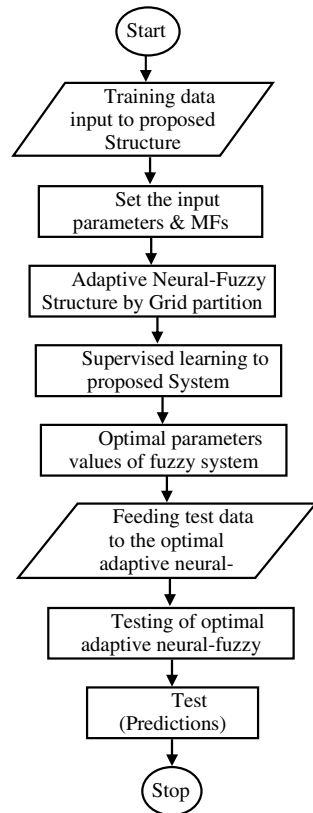 Start
Training data
input to proposed
Structure
Set the input
parameters & MFs
Adaptive Neural-Fuzzy
Structure by Grid partition
Supervised learning to
proposed System
Optimal parameters
values of fuzzy system
Feeding test data
to the optimal
adaptive neural-
Testing of optimal
adaptive neural-fuzzy
Test
(Predictions)
Stop